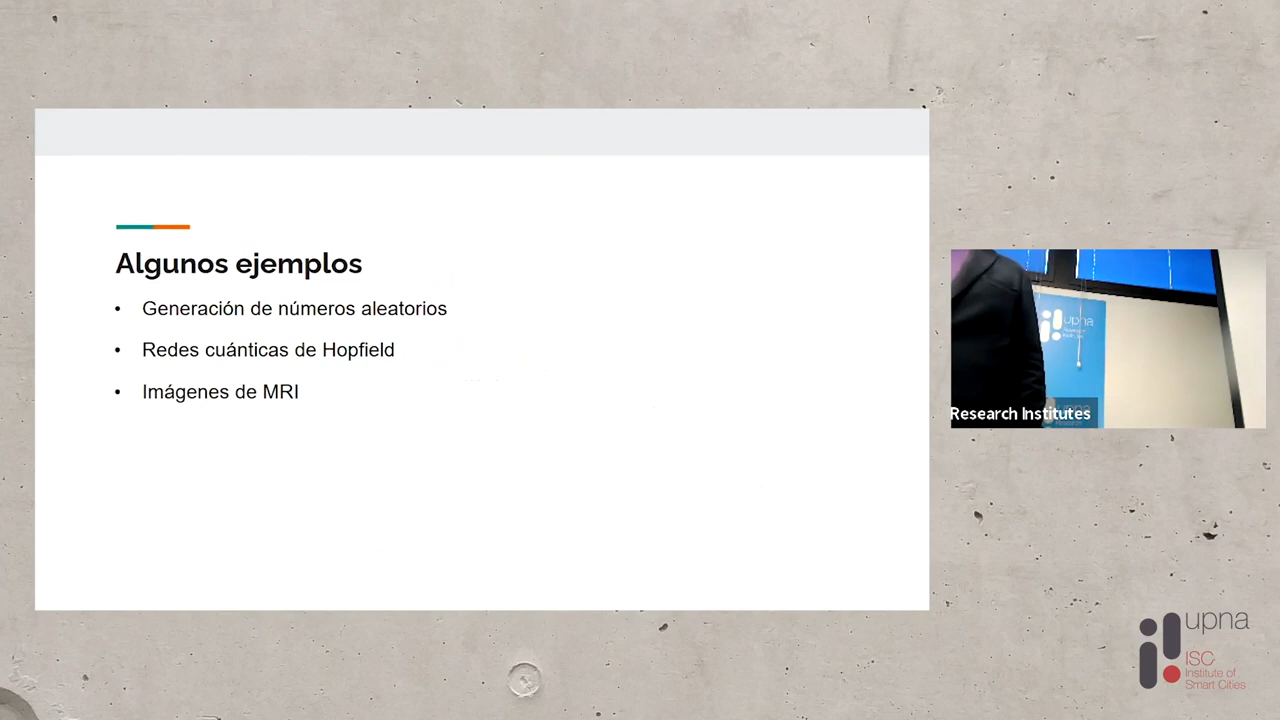 Algunos ejemplos
• Generación de números aleatorios
• Redes cuánticas de Hopfield
• Imágenes de MRI
upna
Research Institutes
upna
ISC
Institute of
Smart Cities